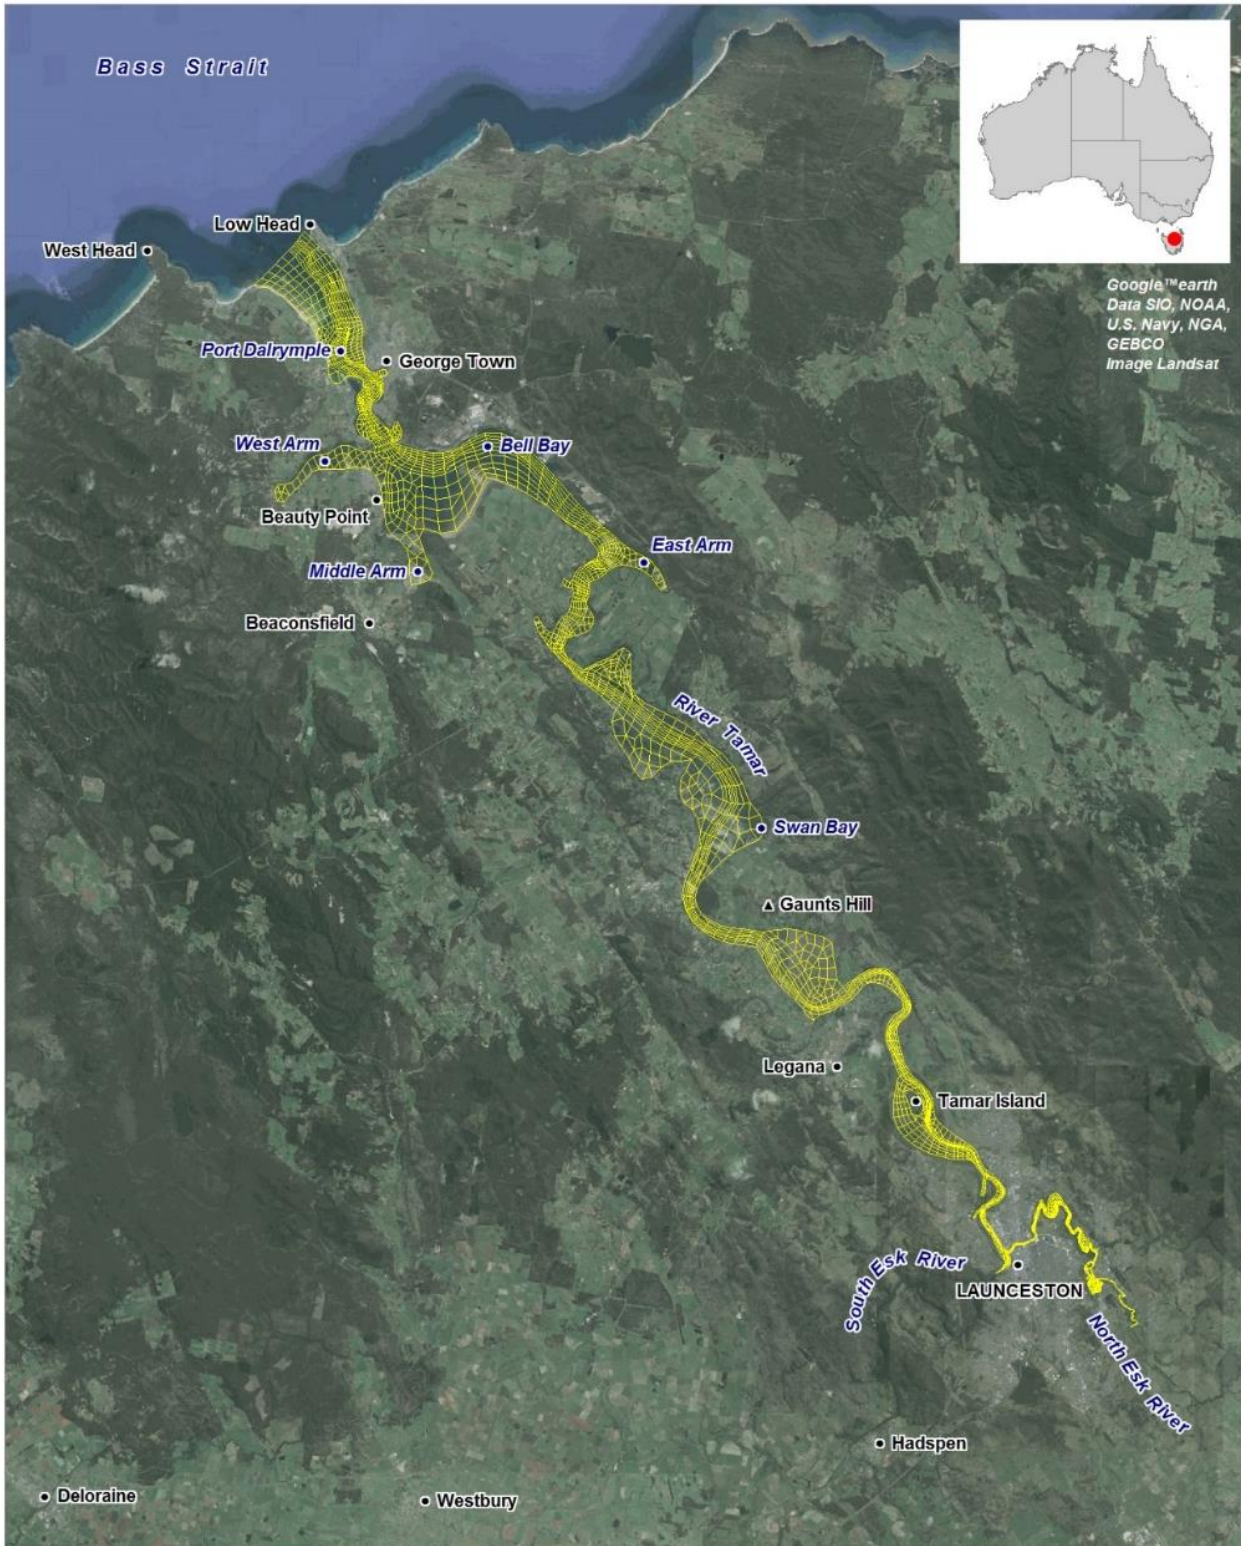 Bass Strait
Low Head
West Head
Google™earth
Data SIO, NOAA,
U.S. Navy, NGA,
GEBCO
Image Landsat
Port Dalrymple
George Town
West Arm
Bell Bay
Beauty Point
East Arm
Middle Arm
Beaconsfield
River Tamar
Swan Bay
Gaunts Hill
Legana
Tamar Island
South Esk River
LAUNCESTON
North Esk River
Hadspen
Deloraine
Westbury